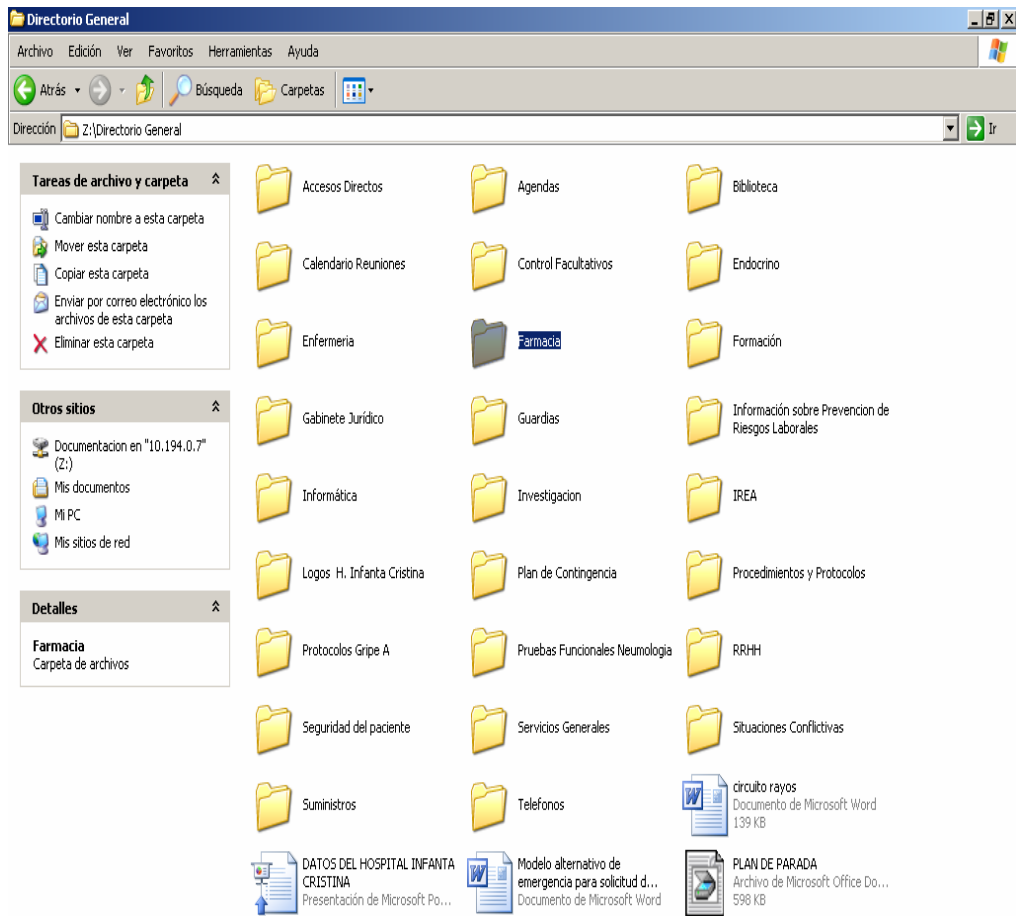 Directorio General
Archivo Edición Ver Favoritos Herramientas Ayuda
Atrás Búsqueda Carpetas
Dirección Z:\Directorio General Ir
Tareas de archivo y carpeta
Cambiar nombre a esta carpeta
Mover esta carpeta
Copiar esta carpeta
Enviar por correo electrónico los
archivos de esta carpeta
Eliminar esta carpeta
Otros sitios
Documentacion en "10.194.0.7"
(Z:)
Mis documentos
Mi PC
Mis sitios de red
Detalles
Farmacia
Carpeta de archivos
Accesos Directos
Agendas
Biblioteca
Calendario Reuniones
Control Facultativos
Endocrino
Enfermeria
Farmacia
Formación
Gabinete Jurídico
Guardias
Información sobre Prevencion de
Riesgos Laborales
Informática
Investigacion
IREA
Logos H. Infanta Cristina
Plan de Contingencia
Procedimientos y Protocolos
Protocolos Gripe A
Pruebas Funcionales Neumologia
RRHH
Seguridad del paciente
Servicios Generales
Situaciones Conflictivas
Suministros
Telefonos
circuito rayos
Documento de Microsoft Word
139 KB
DATOS DEL HOSPITAL INFANTA
CRISTINA
Presentación de Microsoft Po...
Modelo alternativo de
emergencia para solicitud d...
Documento de Microsoft Word
PLAN DE PARADA
Archivo de Microsoft Office Do...
598 KB